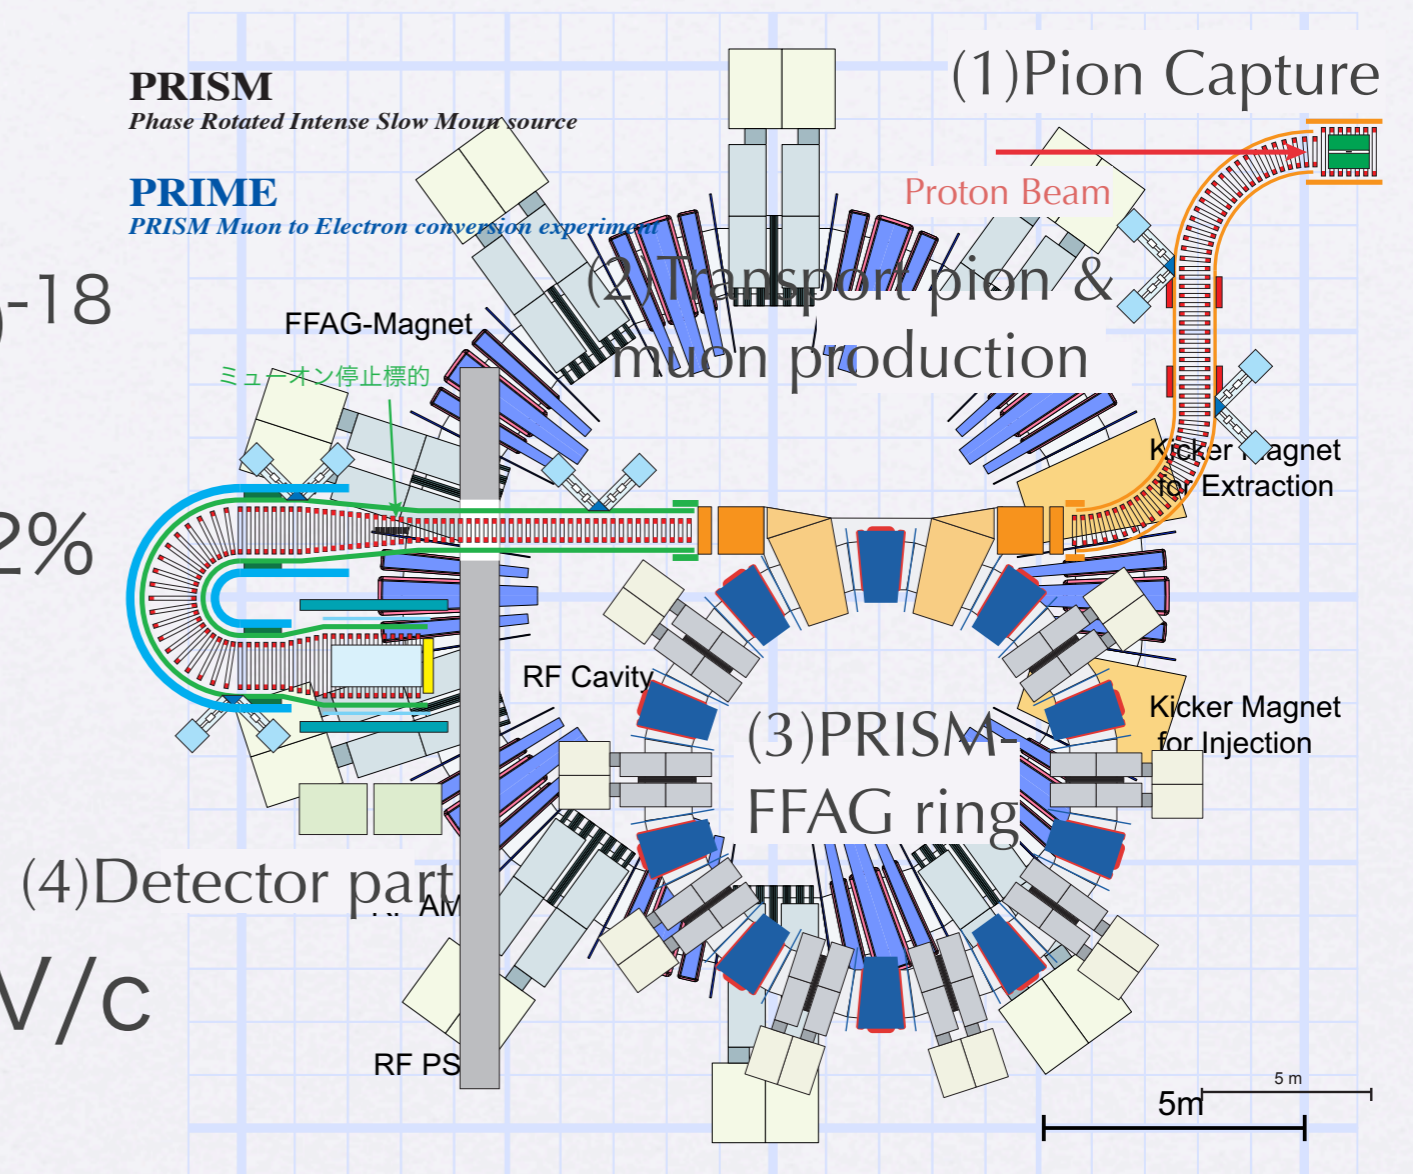 (1)Pion Capture
PRISM
Phase Rotated Intense Slow Moun source
PRIME
PRISM Muon to Electron conversion experiment
Proton Beam
-18
(2)Transport pion &
muon production
FFAG-Magnet
ミューオン停止標的
Kicker Magnet
for Extraction
2%
RF Cavity
(3)PRISM-
FFAG ring
Kicker Magnet
for Injection
(4)Detector part
V/c
RF PS
5 m
5m